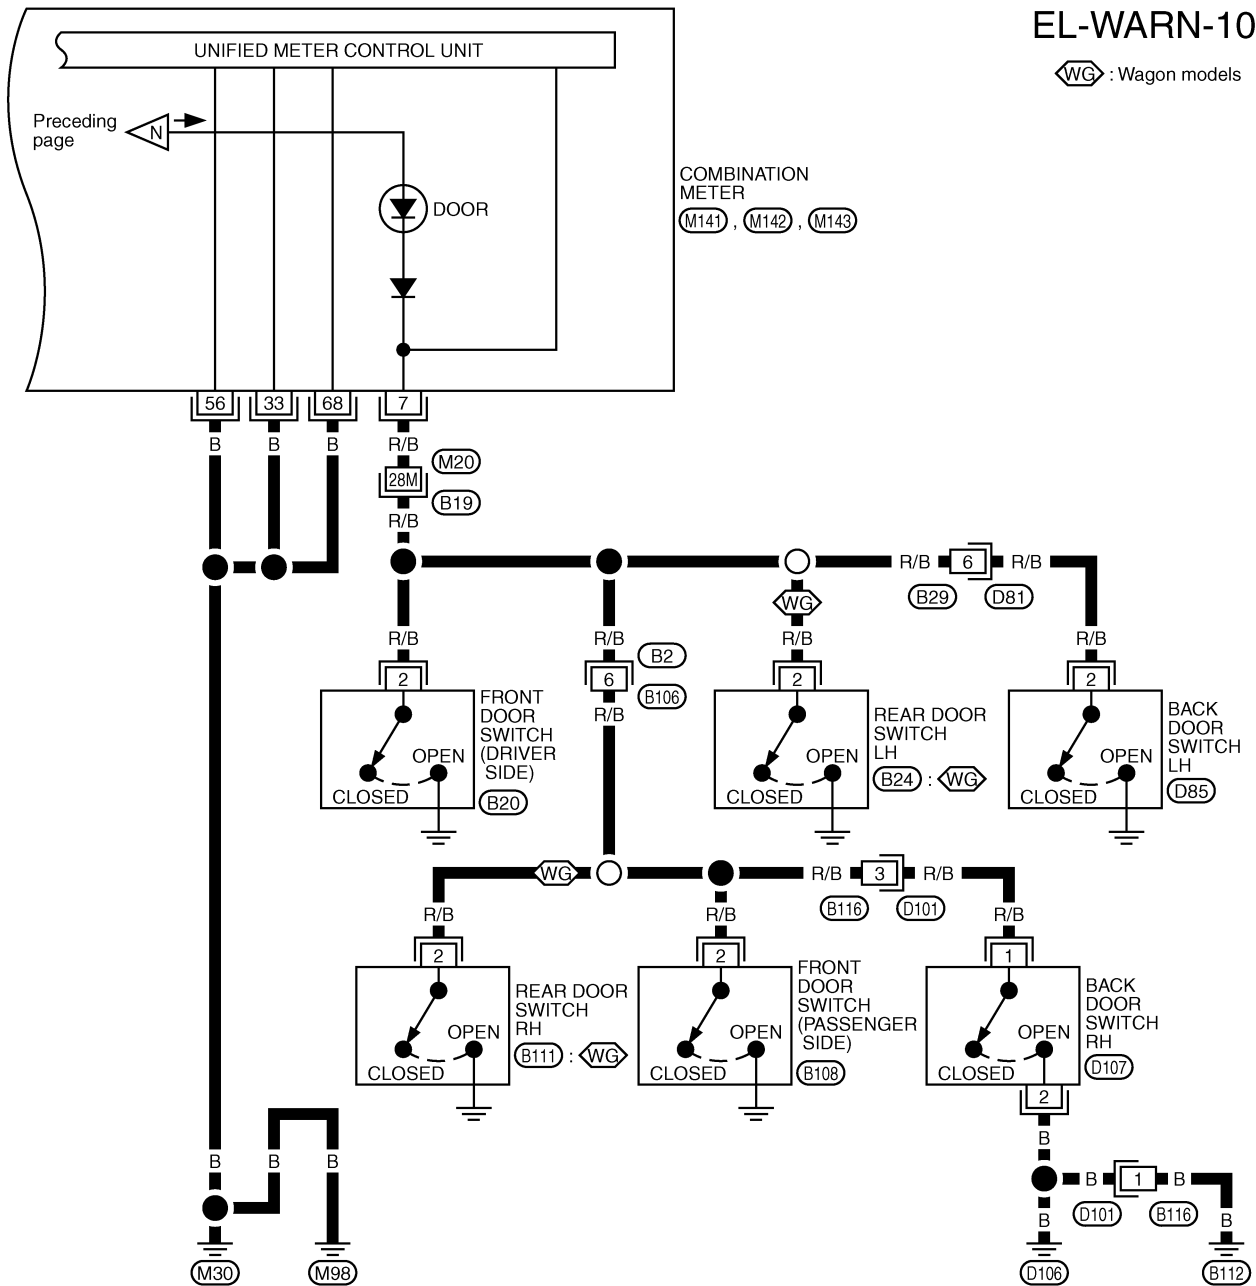 EL-WARN-10
WG : Wagon models
UNIFIED METER CONTROL UNIT
Preceding
page
N
DOOR
COMBINATION
METER
M141 , M142 , M143
56 33 68 7
B B B R/B
M20
28M
B19
R/B
R/B 6 R/B
B29 D81
WG
R/B R/B R/B R/B
B2
2 6 2 2
B106
R/B
FRONT
DOOR
SWITCH
(DRIVER
SIDE)
B20
OPEN
CLOSED
REAR DOOR
SWITCH
LH
B24 : WG
OPEN
CLOSED
BACK
DOOR
SWITCH
LH
D85
OPEN
CLOSED
WG
R/B 3 R/B
B116 D101
R/B R/B R/B
2 2 1
REAR DOOR
SWITCH
RH
B111 : WG
OPEN
CLOSED
FRONT
DOOR
SWITCH
(PASSENGER
SIDE)
B108
OPEN
CLOSED
BACK
DOOR
SWITCH
RH
D107
OPEN
CLOSED
2
B
B 1 B
D101 B116
B B B
B B
M30 M98 D106 B112